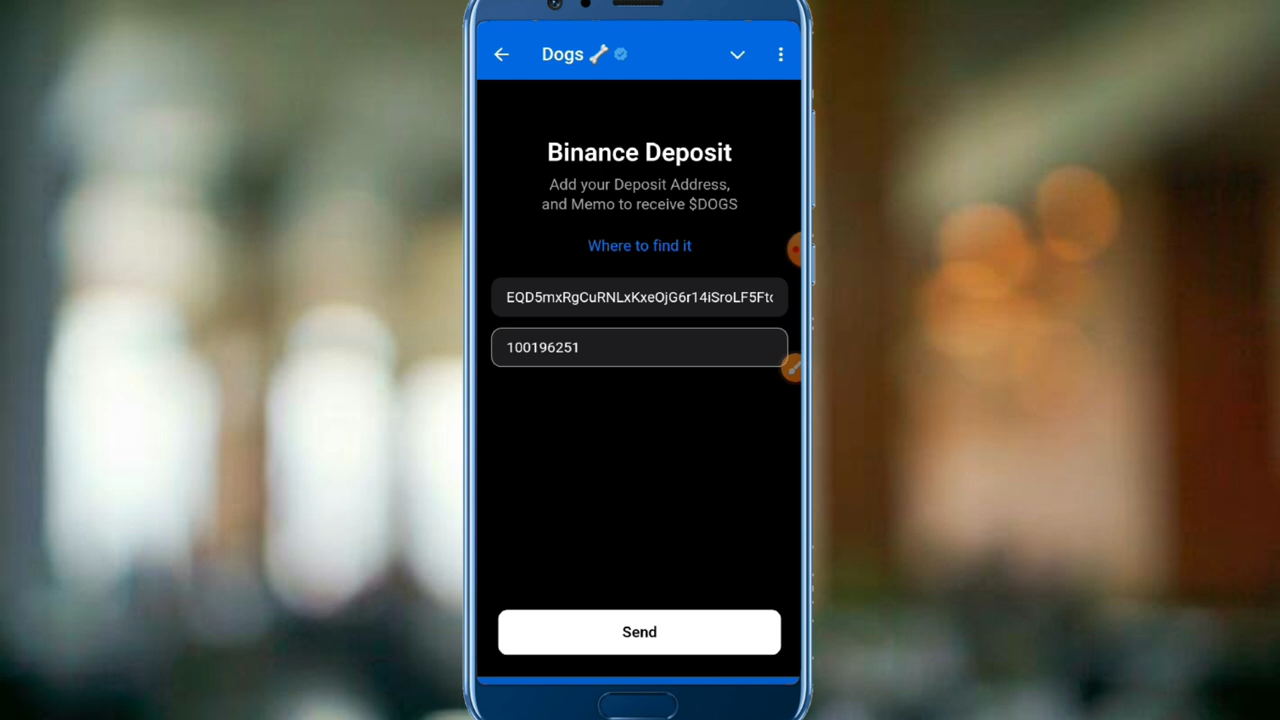 Dogs 🦴
Binance Deposit
Add your Deposit Address,
and Memo to receive $DOGS
Where to find it
EQD5mxRgCuRNLxKxeOjG6r14iSroLF5Ft
100196251
Send